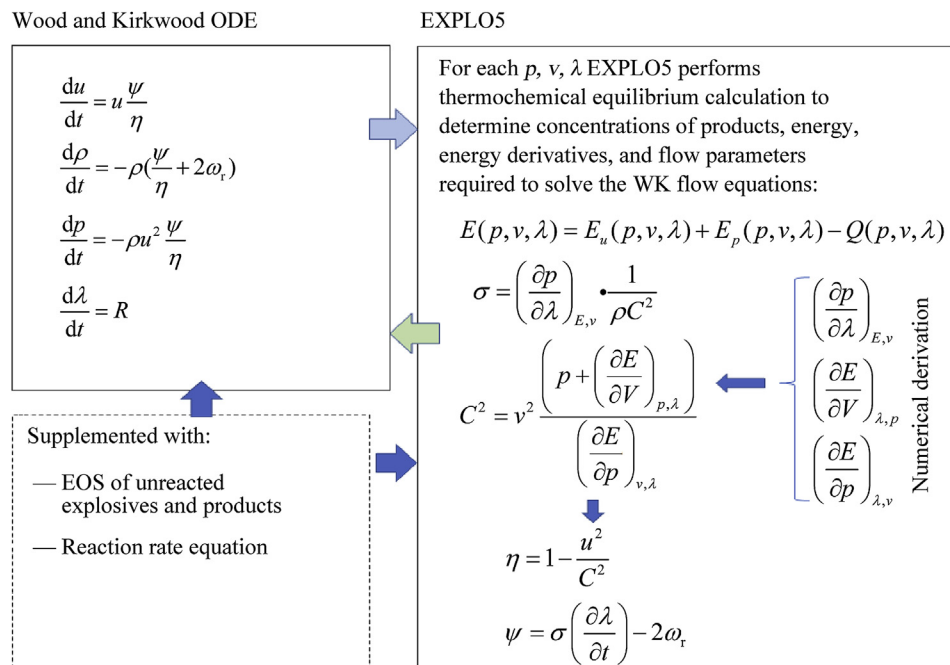 Wood and Kirkwood ODE
du/dt = u ψ/η
dρ/dt = −ρ(ψ/η + 2ω_r)
dp/dt = −ρu² ψ/η
dλ/dt = R
Supplemented with:
— EOS of unreacted
explosives and products
— Reaction rate equation
EXPLO5
For each p, v, λ EXPLO5 performs
thermochemical equilibrium calculation to
determine concentrations of products, energy,
energy derivatives, and flow parameters
required to solve the WK flow equations:
E(p,v,λ) = E_u(p,v,λ) + E_p(p,v,λ) − Q(p,v,λ)
σ = (∂p/∂λ)_{E,v} • 1/(ρC²)
C² = v² (p + (∂E/∂V)_{p,λ}) / (∂E/∂p)_{v,λ}
η = 1 − u²/C²
ψ = σ(∂λ/∂t) − 2ω_r
(∂p/∂λ)_{E,v}
(∂E/∂V)_{λ,p}
(∂E/∂p)_{λ,v}
Numerical derivation